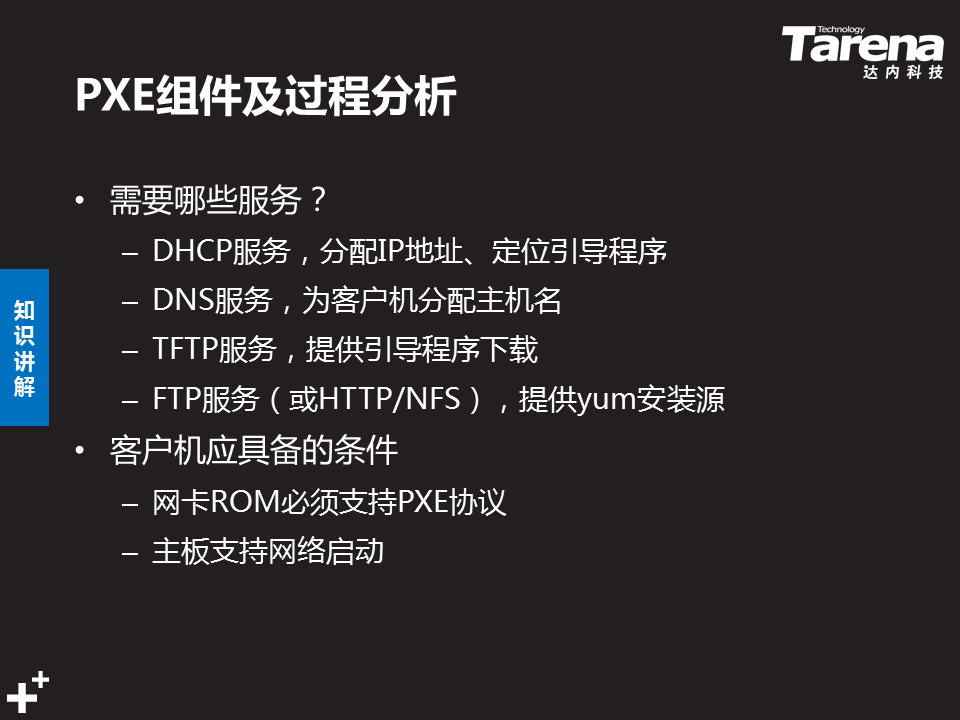 Technology
Tarena
达内科技
PXE组件及过程分析
• 需要哪些服务？
– DHCP服务，分配IP地址、定位引导程序
– DNS服务，为客户机分配主机名
– TFTP服务，提供引导程序下载
– FTP服务（或HTTP/NFS），提供yum安装源
• 客户机应具备的条件
– 网卡ROM必须支持PXE协议
– 主板支持网络启动
知
识
讲
解